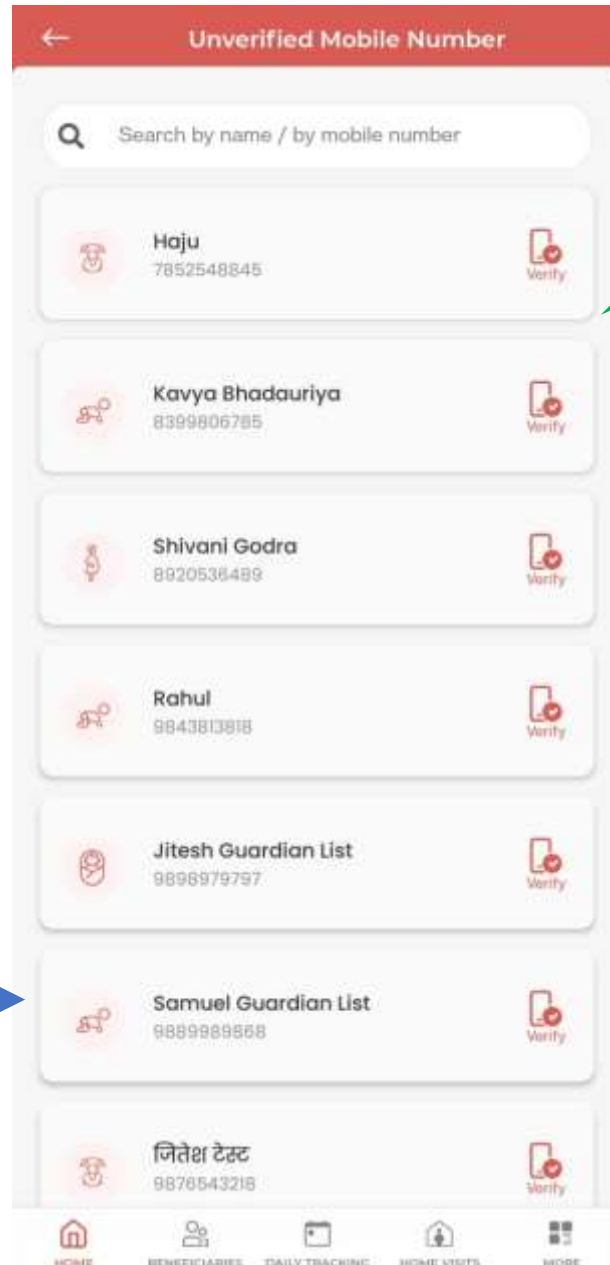 Unverified Mobile Number
Search by name / by mobile number
Haju
7852548845
Verify
Kavya Bhadauriya
8399806785
Verify
Shivani Godra
8920536489
Verify
Rahul
9843813818
Verify
Jitesh Guardian List
9898979797
Verify
Samuel Guardian List
9889989868
Verify
जितेश टेस्ट
9876543218
Verify
HOME BENEFICIARIES DAILY TRACKING HOME VISITS MORE